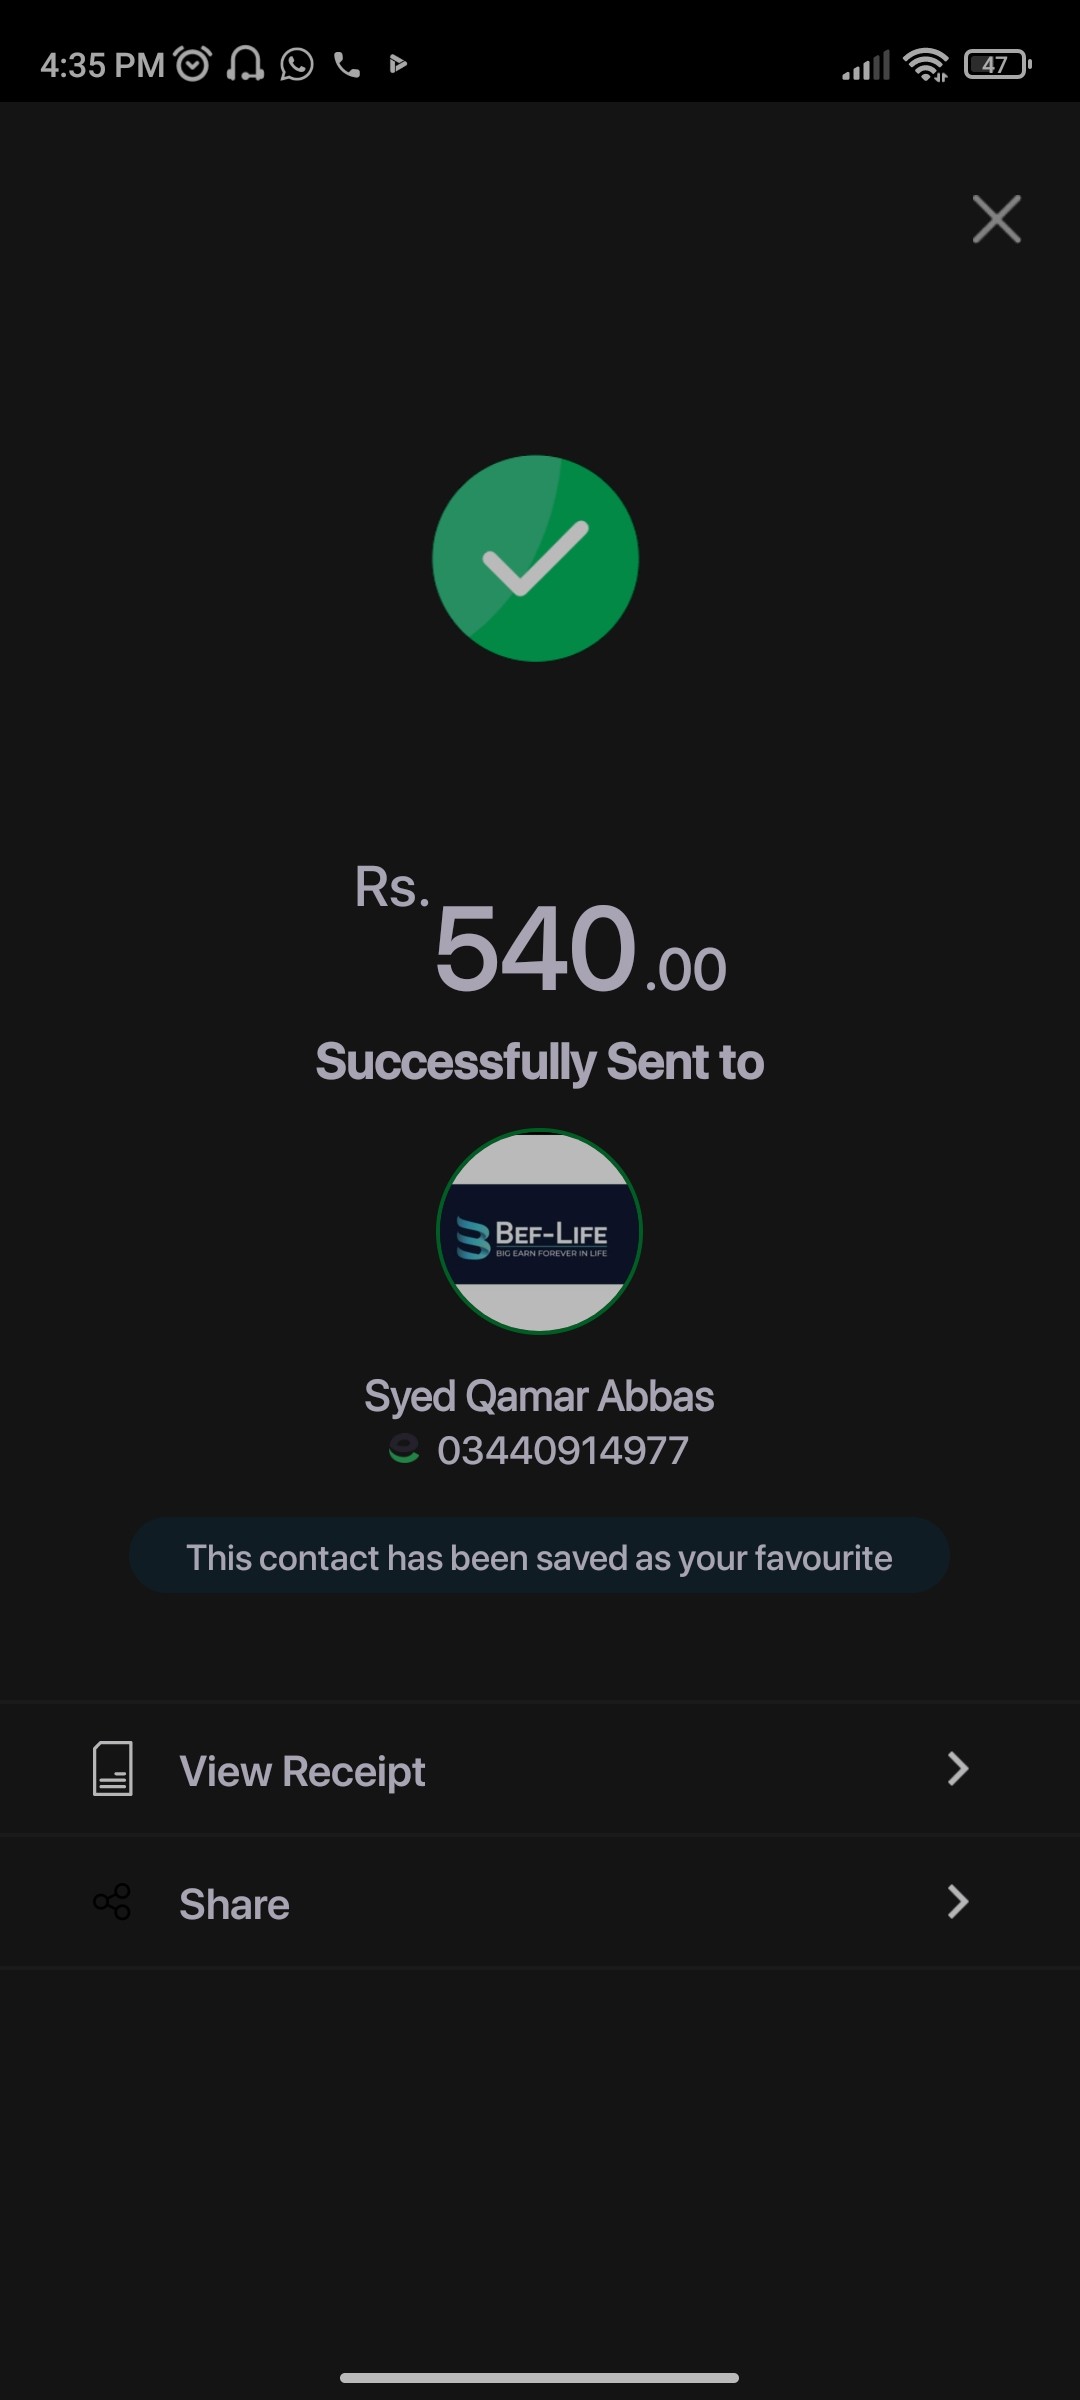 4:35 PM
47
Rs.
540.00
Successfully Sent to
BEF-LIFE
BIG EARN FOREVER IN LIFE
Syed Qamar Abbas
03440914977
This contact has been saved as your favourite
View Receipt
Share